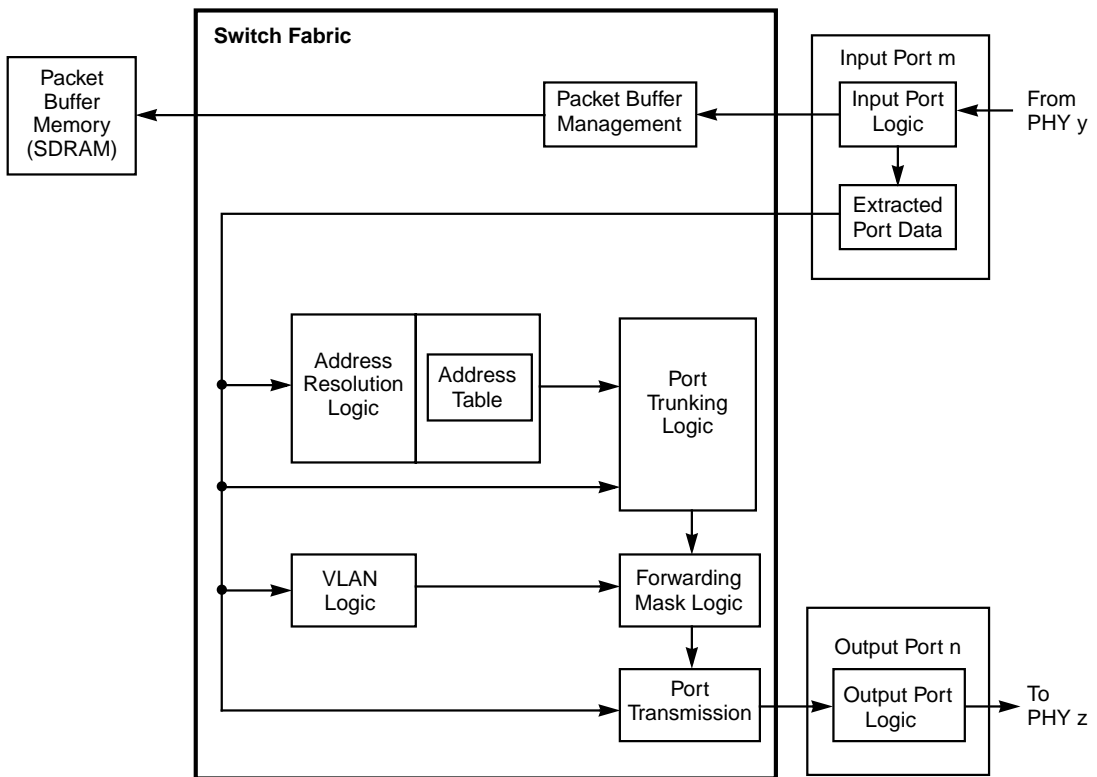 Switch Fabric
Packet
Buffer
Memory
(SDRAM)
Packet Buffer
Management
Input Port m
Input Port
Logic
From
PHY y
Extracted
Port Data
Address
Resolution
Logic
Address
Table
Port
Trunking
Logic
VLAN
Logic
Forwarding
Mask Logic
Port
Transmission
Output Port n
Output Port
Logic
To
PHY z